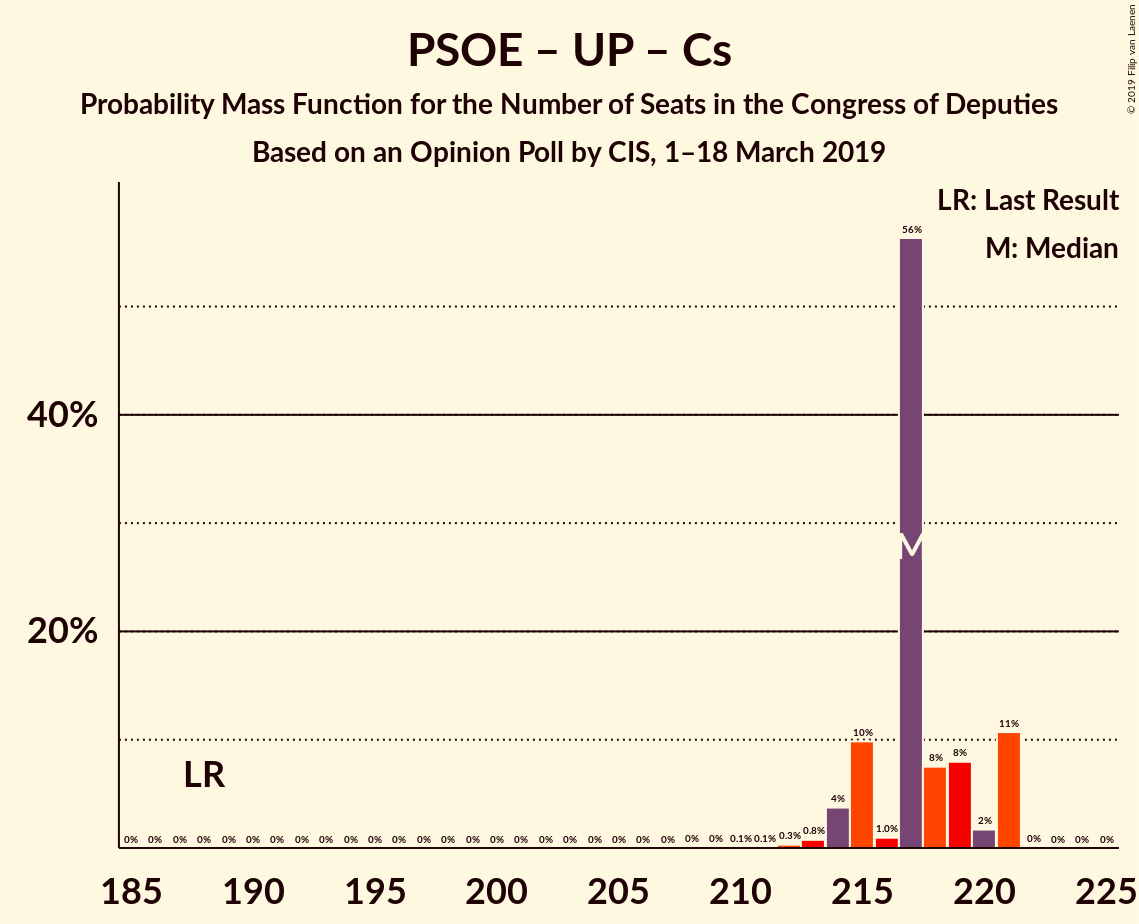 PSOE – UP – Cs
Probability Mass Function for the Number of Seats in the Congress of Deputies
Based on an Opinion Poll by CIS, 1–18 March 2019
© 2019 Filip van Laenen
LR: Last Result
M: Median
56%
40%
M
20%
11%
10%
8% 8%
LR
4%
2%
0% 0% 0% 0% 0% 0% 0% 0% 0% 0% 0% 0% 0% 0% 0% 0% 0% 0% 0% 0% 0% 0% 0% 0% 0% 0.1% 0.1% 0.3% 0.8% 1.0% 0% 0% 0% 0%
185 190 195 200 205 210 215 220 225